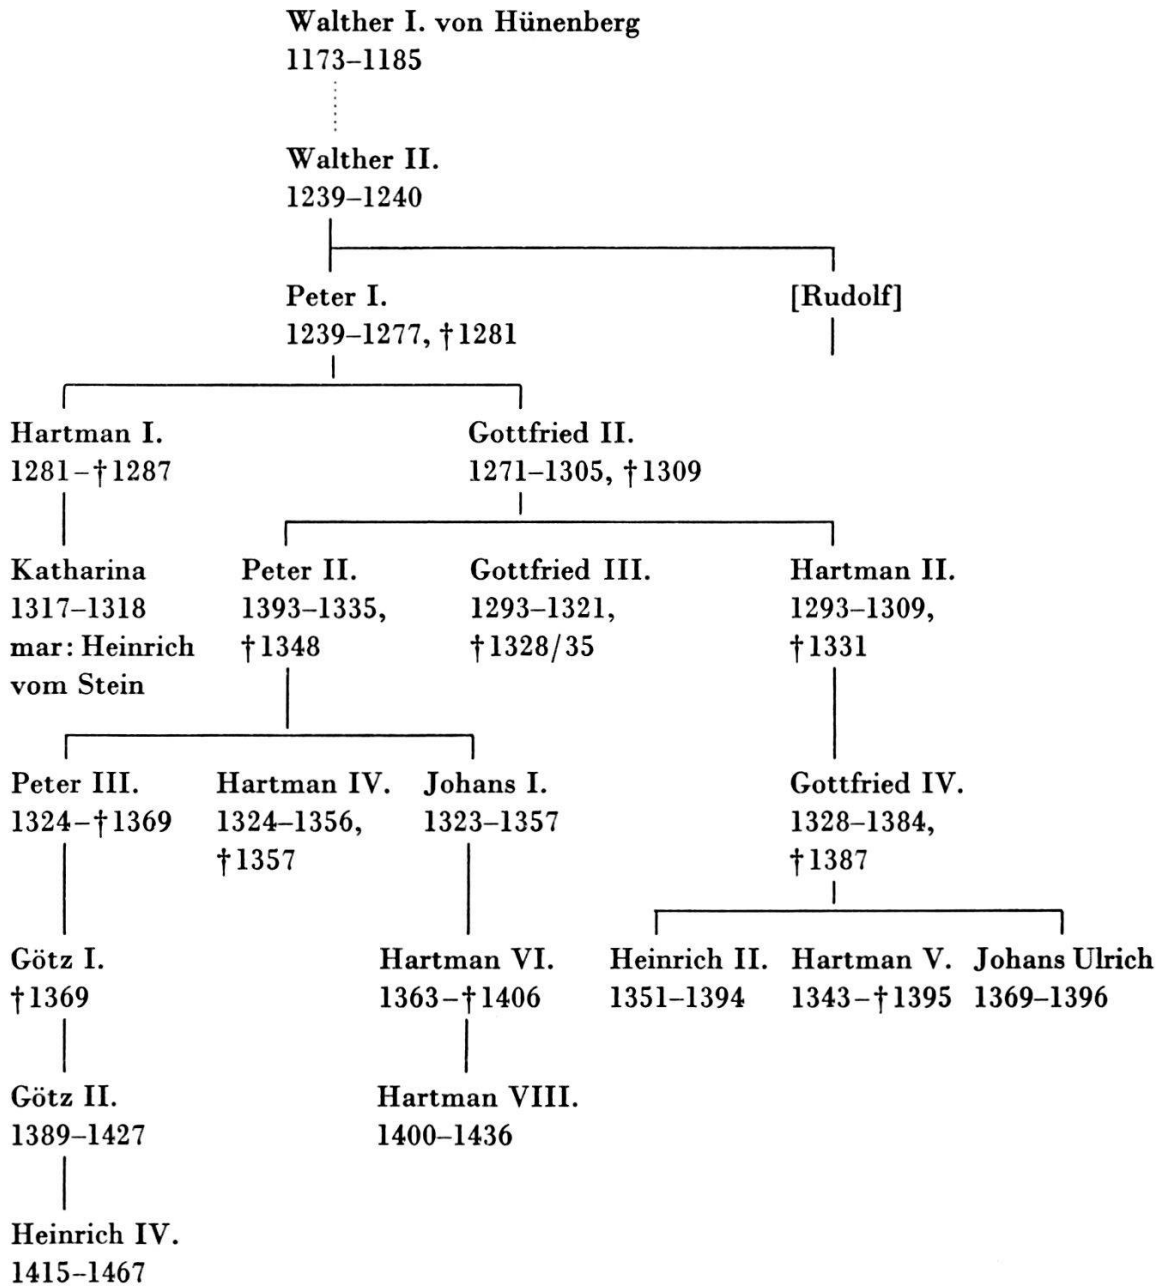 Walther I. von Hünenberg
1173–1185
Walther II.
1239–1240
Peter I.
1239–1277, †1281
[Rudolf]
Hartman I.
1281–†1287
Gottfried II.
1271–1305, †1309
Katharina
1317–1318
mar: Heinrich
vom Stein
Peter II.
1393–1335,
†1348
Gottfried III.
1293–1321,
†1328/35
Hartman II.
1293–1309,
†1331
Peter III.
1324–†1369
Hartman IV.
1324–1356,
†1357
Johans I.
1323–1357
Gottfried IV.
1328–1384,
†1387
Götz I.
†1369
Hartman VI.
1363–†1406
Heinrich II.
1351–1394
Hartman V.
1343–†1395
Johans Ulrich
1369–1396
Götz II.
1389–1427
Hartman VIII.
1400–1436
Heinrich IV.
1415–1467